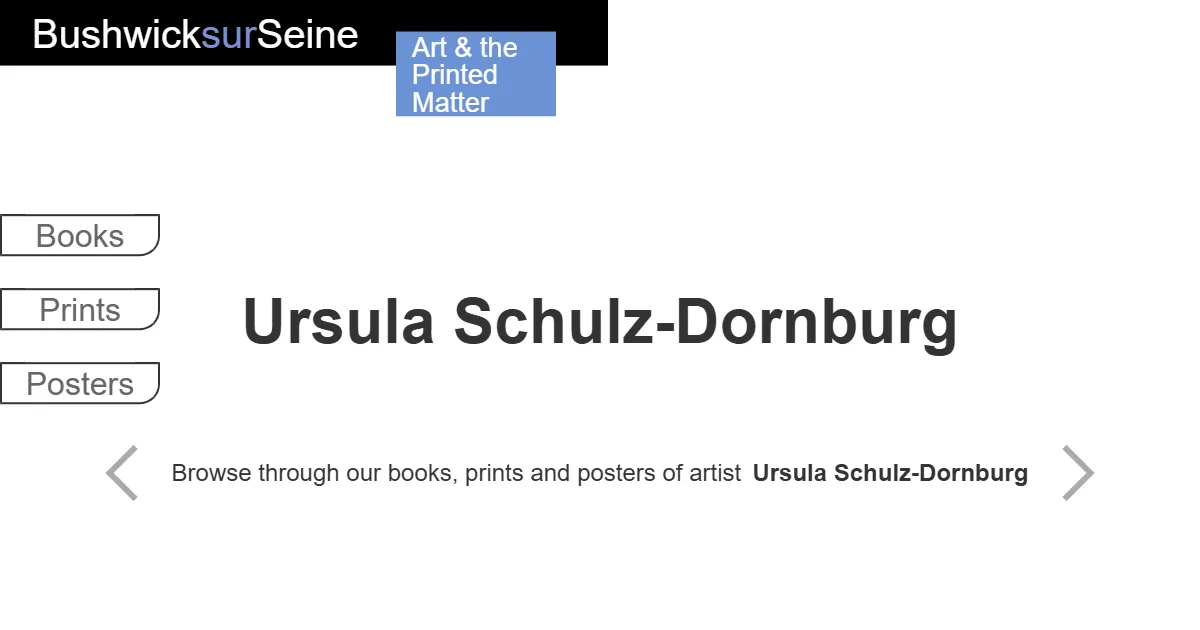 BushwicksurSeine
Art & the
Printed
Matter
Books
Prints
Posters
Ursula Schulz-Dornburg
Browse through our books, prints and posters of artist Ursula Schulz-Dornburg